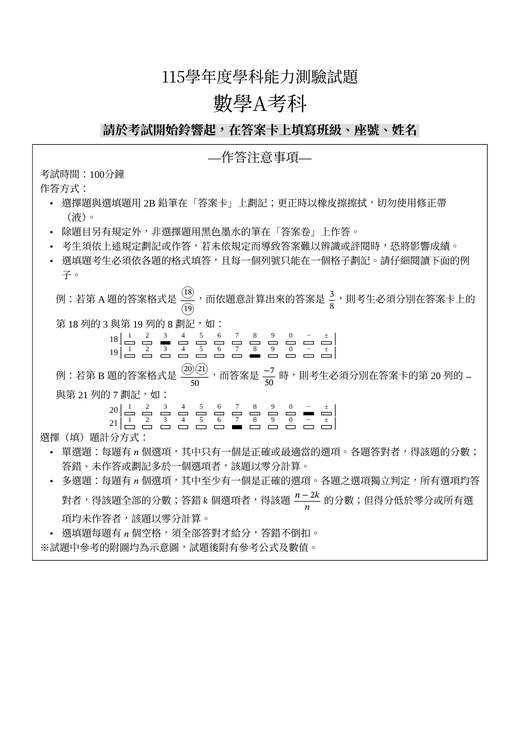 115學年度學科能力測驗試題
數學A考科
請於考試開始鈴響起，在答案卡上填寫班級、座號、姓名
—作答注意事項—
考試時間：100分鐘
作答方式：
• 選擇題與選填題用 2B 鉛筆在「答案卡」上劃記；更正時以橡皮擦擦拭，切勿使用修正帶
（液）。
• 除題目另有規定外，非選擇題用黑色墨水的筆在「答案卷」上作答。
• 考生須依上述規定劃記或作答，若未依規定而導致答案難以辨識或評閱時，恐將影響成績。
• 選填題考生必須依各題的格式填答，且每一個列號只能在一個格子劃記。請仔細閱讀下面的例
子。
例：若第 A 題的答案格式是 ⑱/⑲，而依題意計算出來的答案是 3/8，則考生必須分別在答案卡上的
第 18 列的 3 與第 19 列的 8 劃記，如：
18 1 2 3 4 5 6 7 8 9 0 − ±
19 1 2 3 4 5 6 7 8 9 0 − ±
例：若第 B 題的答案格式是 ⑳㉑/50，而答案是 −7/50 時，則考生必須分別在答案卡的第 20 列的 −
與第 21 列的 7 劃記，如：
20 1 2 3 4 5 6 7 8 9 0 − ±
21 1 2 3 4 5 6 7 8 9 0 − ±
選擇（填）題計分方式：
• 單選題：每題有 n 個選項，其中只有一個是正確或最適當的選項。各題答對者，得該題的分數；
答錯、未作答或劃記多於一個選項者，該題以零分計算。
• 多選題：每題有 n 個選項，其中至少有一個是正確的選項。各題之選項獨立判定，所有選項均答
對者，得該題全部的分數；答錯 k 個選項者，得該題 (n − 2k)/n 的分數；但得分低於零分或所有選
項均未作答者，該題以零分計算。
• 選填題每題有 n 個空格，須全部答對才給分，答錯不倒扣。
※試題中參考的附圖均為示意圖，試題後附有參考公式及數值。